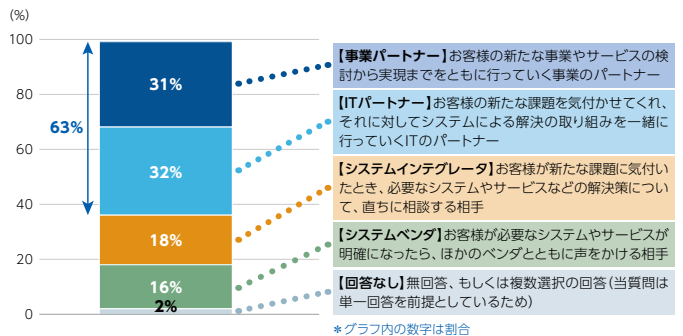 (%)
100
80
60
40
20
0
63%
31%
32%
18%
16%
2%
【事業パートナー】お客様の新たな事業やサービスの検
討から実現までをともに行っていく事業のパートナー
【ITパートナー】お客様の新たな課題を気付かせてくれ、
それに対してシステムによる解決の取り組みを一緒に
行っていくITのパートナー
【システムインテグレータ】お客様が新たな課題に気付い
たとき、必要なシステムやサービスなどの解決策につい
て、直ちに相談する相手
【システムベンダ】お客様が必要なシステムやサービスが
明確になったら、ほかのベンダとともに声をかける相手
【回答なし】無回答、もしくは複数選択の回答(当質問は
単一回答を前提としているため)
＊グラフ内の数字は割合